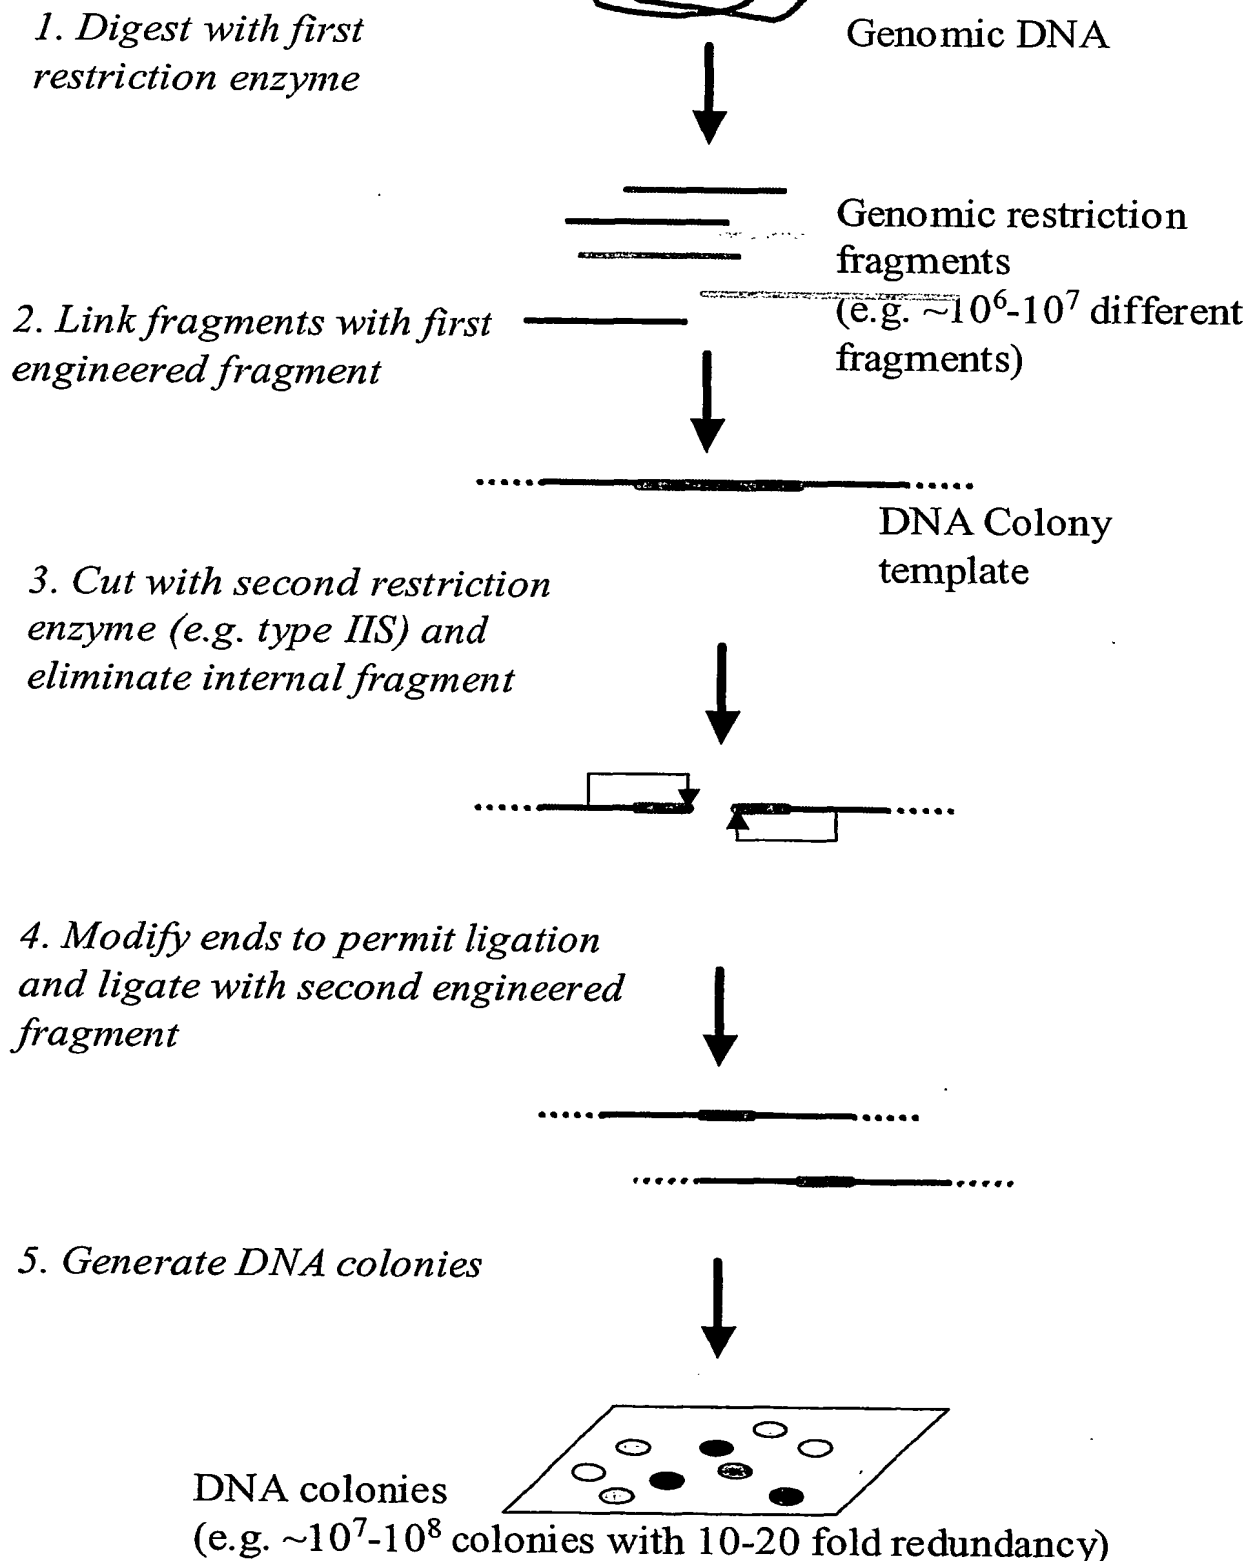 1. Digest with first
restriction enzyme
Genomic DNA
Genomic restriction
fragments
(e.g. ~10⁶-10⁷ different
fragments)
2. Link fragments with first
engineered fragment
DNA Colony
template
3. Cut with second restriction
enzyme (e.g. type IIS) and
eliminate internal fragment
4. Modify ends to permit ligation
and ligate with second engineered
fragment
5. Generate DNA colonies
DNA colonies
(e.g. ~10⁷-10⁸ colonies with 10-20 fold redundancy)